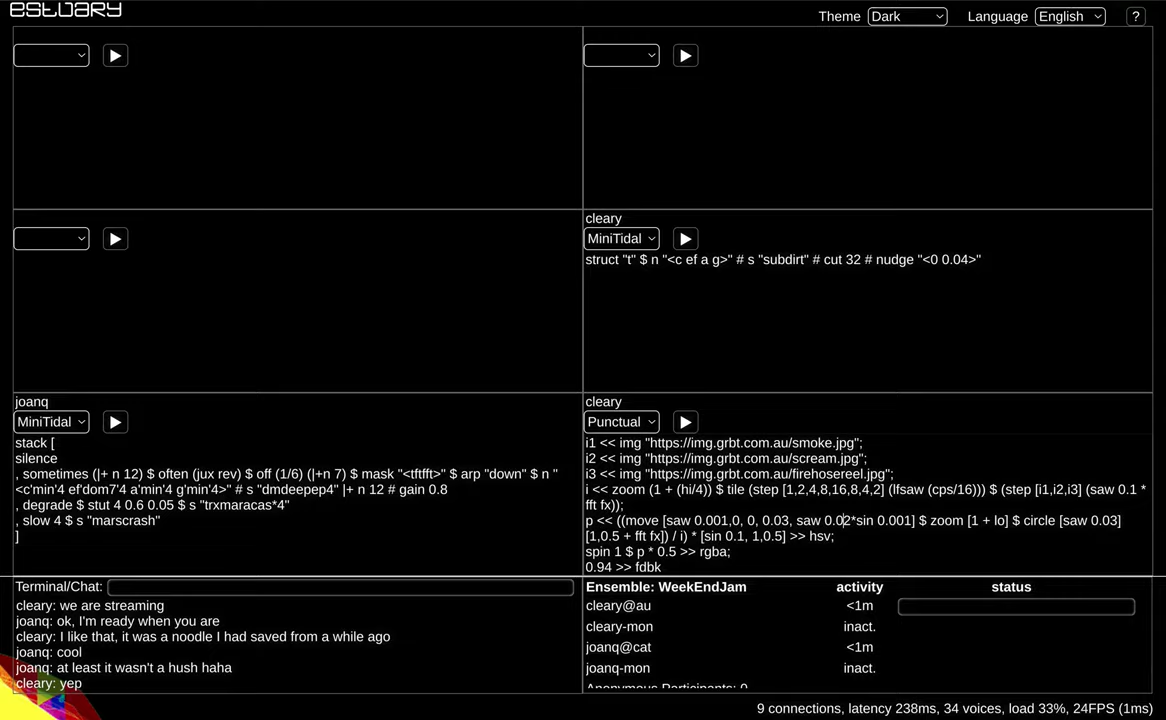 estuary
Theme Dark Language English ?
cleary
MiniTidal
struct "t" $ n "<c ef a g>" # s "subdirt" # cut 32 # nudge "<0 0.04>"
joanq
MiniTidal
stack [
silence
, sometimes (|+ n 12) $ often (jux rev) $ off (1/6) (|+n 7) $ mask "<tftfft>" $ arp "down" $ n "
<c'min'4 ef'dom7'4 a'min'4 g'min'4>" # s "dmdeepep4" |+ n 12 # gain 0.8
, degrade $ stut 4 0.6 0.05 $ s "trxmaracas*4"
, slow 4 $ s "marscrash"
]
cleary
Punctual
i1 << img "https://img.grbt.com.au/smoke.jpg";
i2 << img "https://img.grbt.com.au/scream.jpg";
i3 << img "https://img.grbt.com.au/firehosereel.jpg";
i << zoom (1 + (hi/4)) $ tile (step [1,2,4,8,16,8,4,2] (lfsaw (cps/16))) $ (step [i1,i2,i3] (saw 0.1 *
fft fx));
p << ((move [saw 0.001,0, 0, 0.03, saw 0.02*sin 0.001] $ zoom [1 + lo] $ circle [saw 0.03]
[1,0.5 + fft fx]) / i) * [sin 0.1, 1,0.5] >> hsv;
spin 1 $ p * 0.5 >> rgba;
0.94 >> fdbk
Terminal/Chat:
cleary: we are streaming
joanq: ok, I'm ready when you are
cleary: I like that, it was a noodle I had saved from a while ago
joanq: cool
joanq: at least it wasn't a hush haha
cleary: yep
Ensemble: WeekEndJam activity status
cleary@au <1m
cleary-mon inact.
joanq@cat <1m
joanq-mon inact.
Anonymous Participants: 0
9 connections, latency 238ms, 34 voices, load 33%, 24FPS (1ms)